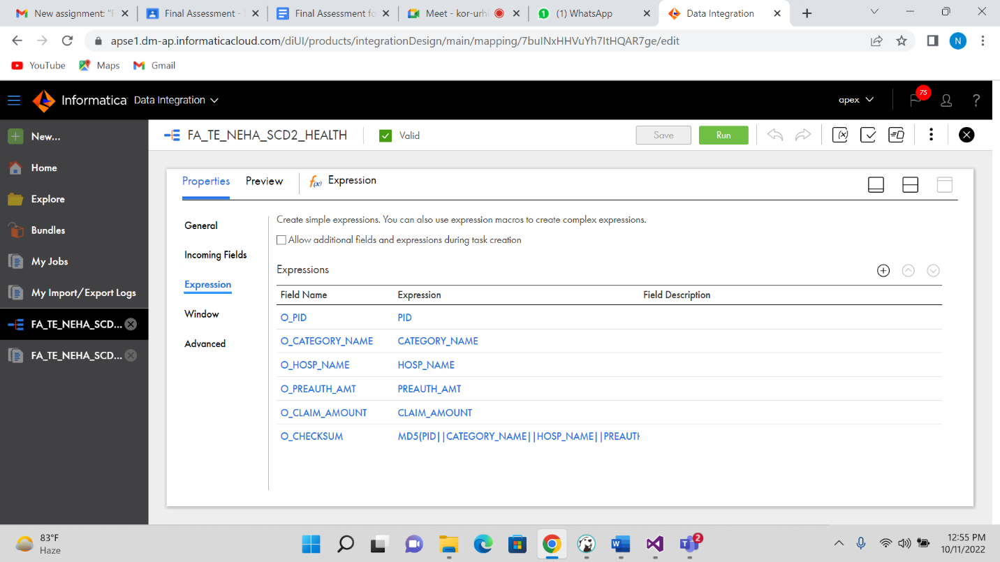 New assignment: "F
Final Assessment -
Final Assessment fo
Meet - kor-urh
(1) WhatsApp
Data Integration
apse1.dm-ap.informaticacloud.com/diUI/products/integrationDesign/main/mapping/7buINxHHVuYh7ItHQAR7ge/edit
N
YouTube
Maps
Gmail
Informatica Data Integration
apex
75
?
New...
Home
Explore
Bundles
My Jobs
My Import/Export Logs
FA_TE_NEHA_SCD...
FA_TE_NEHA_SCD...
FA_TE_NEHA_SCD2_HEALTH
Valid
Save
Run
Properties
Preview
f(x) Expression
General
Incoming Fields
Expression
Window
Advanced
Create simple expressions. You can also use expression macros to create complex expressions.
Allow additional fields and expressions during task creation
Expressions
Field Name Expression Field Description
O_PID PID
O_CATEGORY_NAME CATEGORY_NAME
O_HOSP_NAME HOSP_NAME
O_PREAUTH_AMT PREAUTH_AMT
O_CLAIM_AMOUNT CLAIM_AMOUNT
O_CHECKSUM MD5(PID||CATEGORY_NAME||HOSP_NAME||PREAUTH
83°F
Haze
2
12:55 PM
10/11/2022